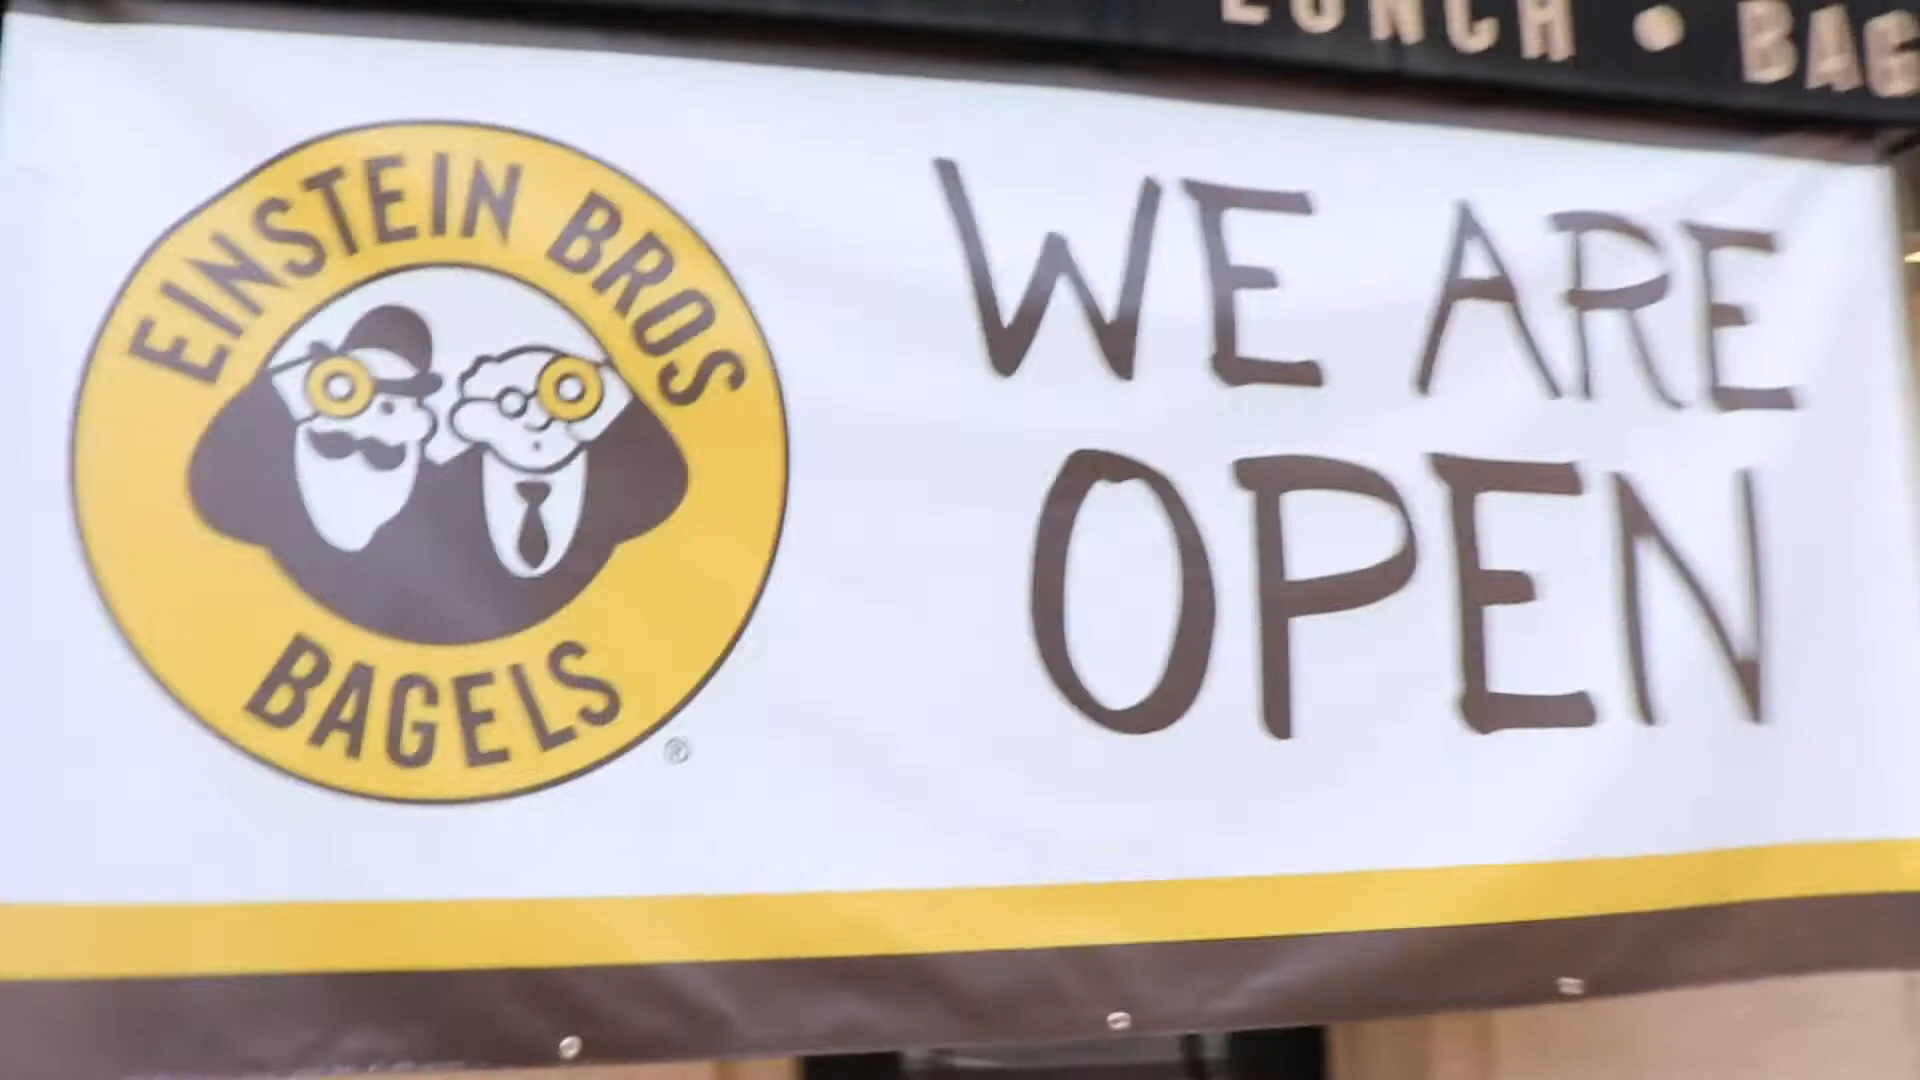 LUNCH • BAG
EINSTEIN BROS
BAGELS
®
WE ARE
OPEN